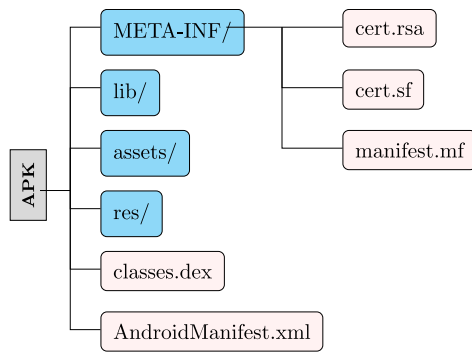 APK
META-INF/
cert.rsa
cert.sf
manifest.mf
lib/
assets/
res/
classes.dex
AndroidManifest.xml